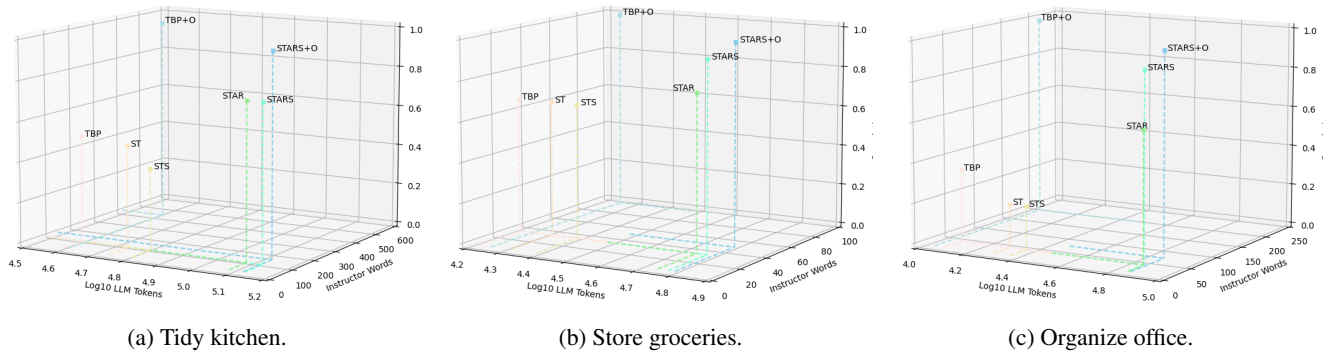 TBP+O
STARS+O
STAR
STARS
TBP
ST
STS
1.0
0.8
0.6
0.4
0.2
0.0
4.5
4.6
4.7
4.8
4.9
5.0
5.1
5.2
Log10 LLM Tokens
0
100
200
300
400
500
600
Instructor Words
(a) Tidy kitchen.
TBP+O
STARS+O
STARS
STAR
TBP
ST
STS
1.0
0.8
0.6
0.4
0.2
0.0
4.2
4.3
4.4
4.5
4.6
4.7
4.8
4.9
Log10 LLM Tokens
0
20
40
60
80
100
Instructor Words
(b) Store groceries.
TBP+O
STARS+O
STARS
STAR
TBP
ST
STS
1.0
0.8
0.6
0.4
0.2
0.0
4.0
4.2
4.4
4.6
4.8
5.0
Log10 LLM Tokens
0
50
100
150
200
250
Instructor Words
(c) Organize office.